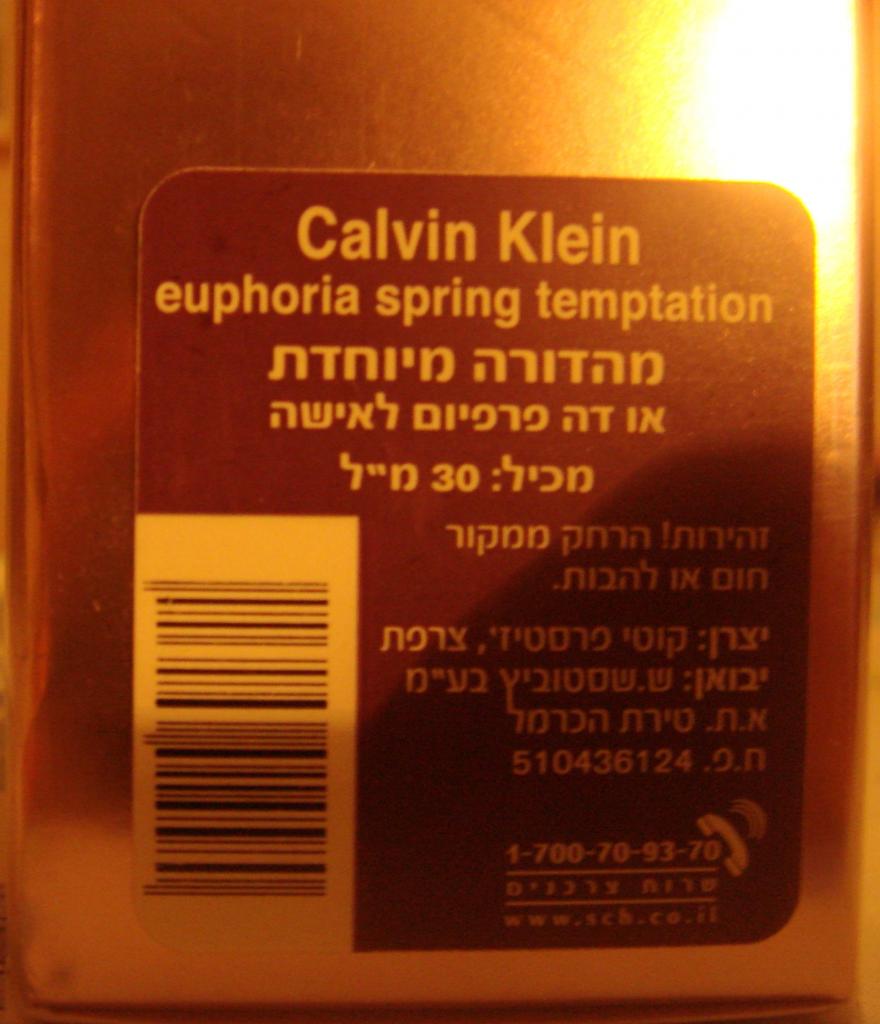 Calvin Klein
euphoria spring temptation
מהדורה מיוחדת
או דה פרפיום לאישה
מכיל: 30 מ"ל
זהירות! הרחק ממקור
חום או להבות.
יצרן: קוטי פרסטיז', צרפת
יבואן: ש.שסטוביץ בע"מ
א.ת. טירת הכרמל
ח.פ. 510436124
1-700-70-93-70
שרות צרכנים
www.scb.co.il